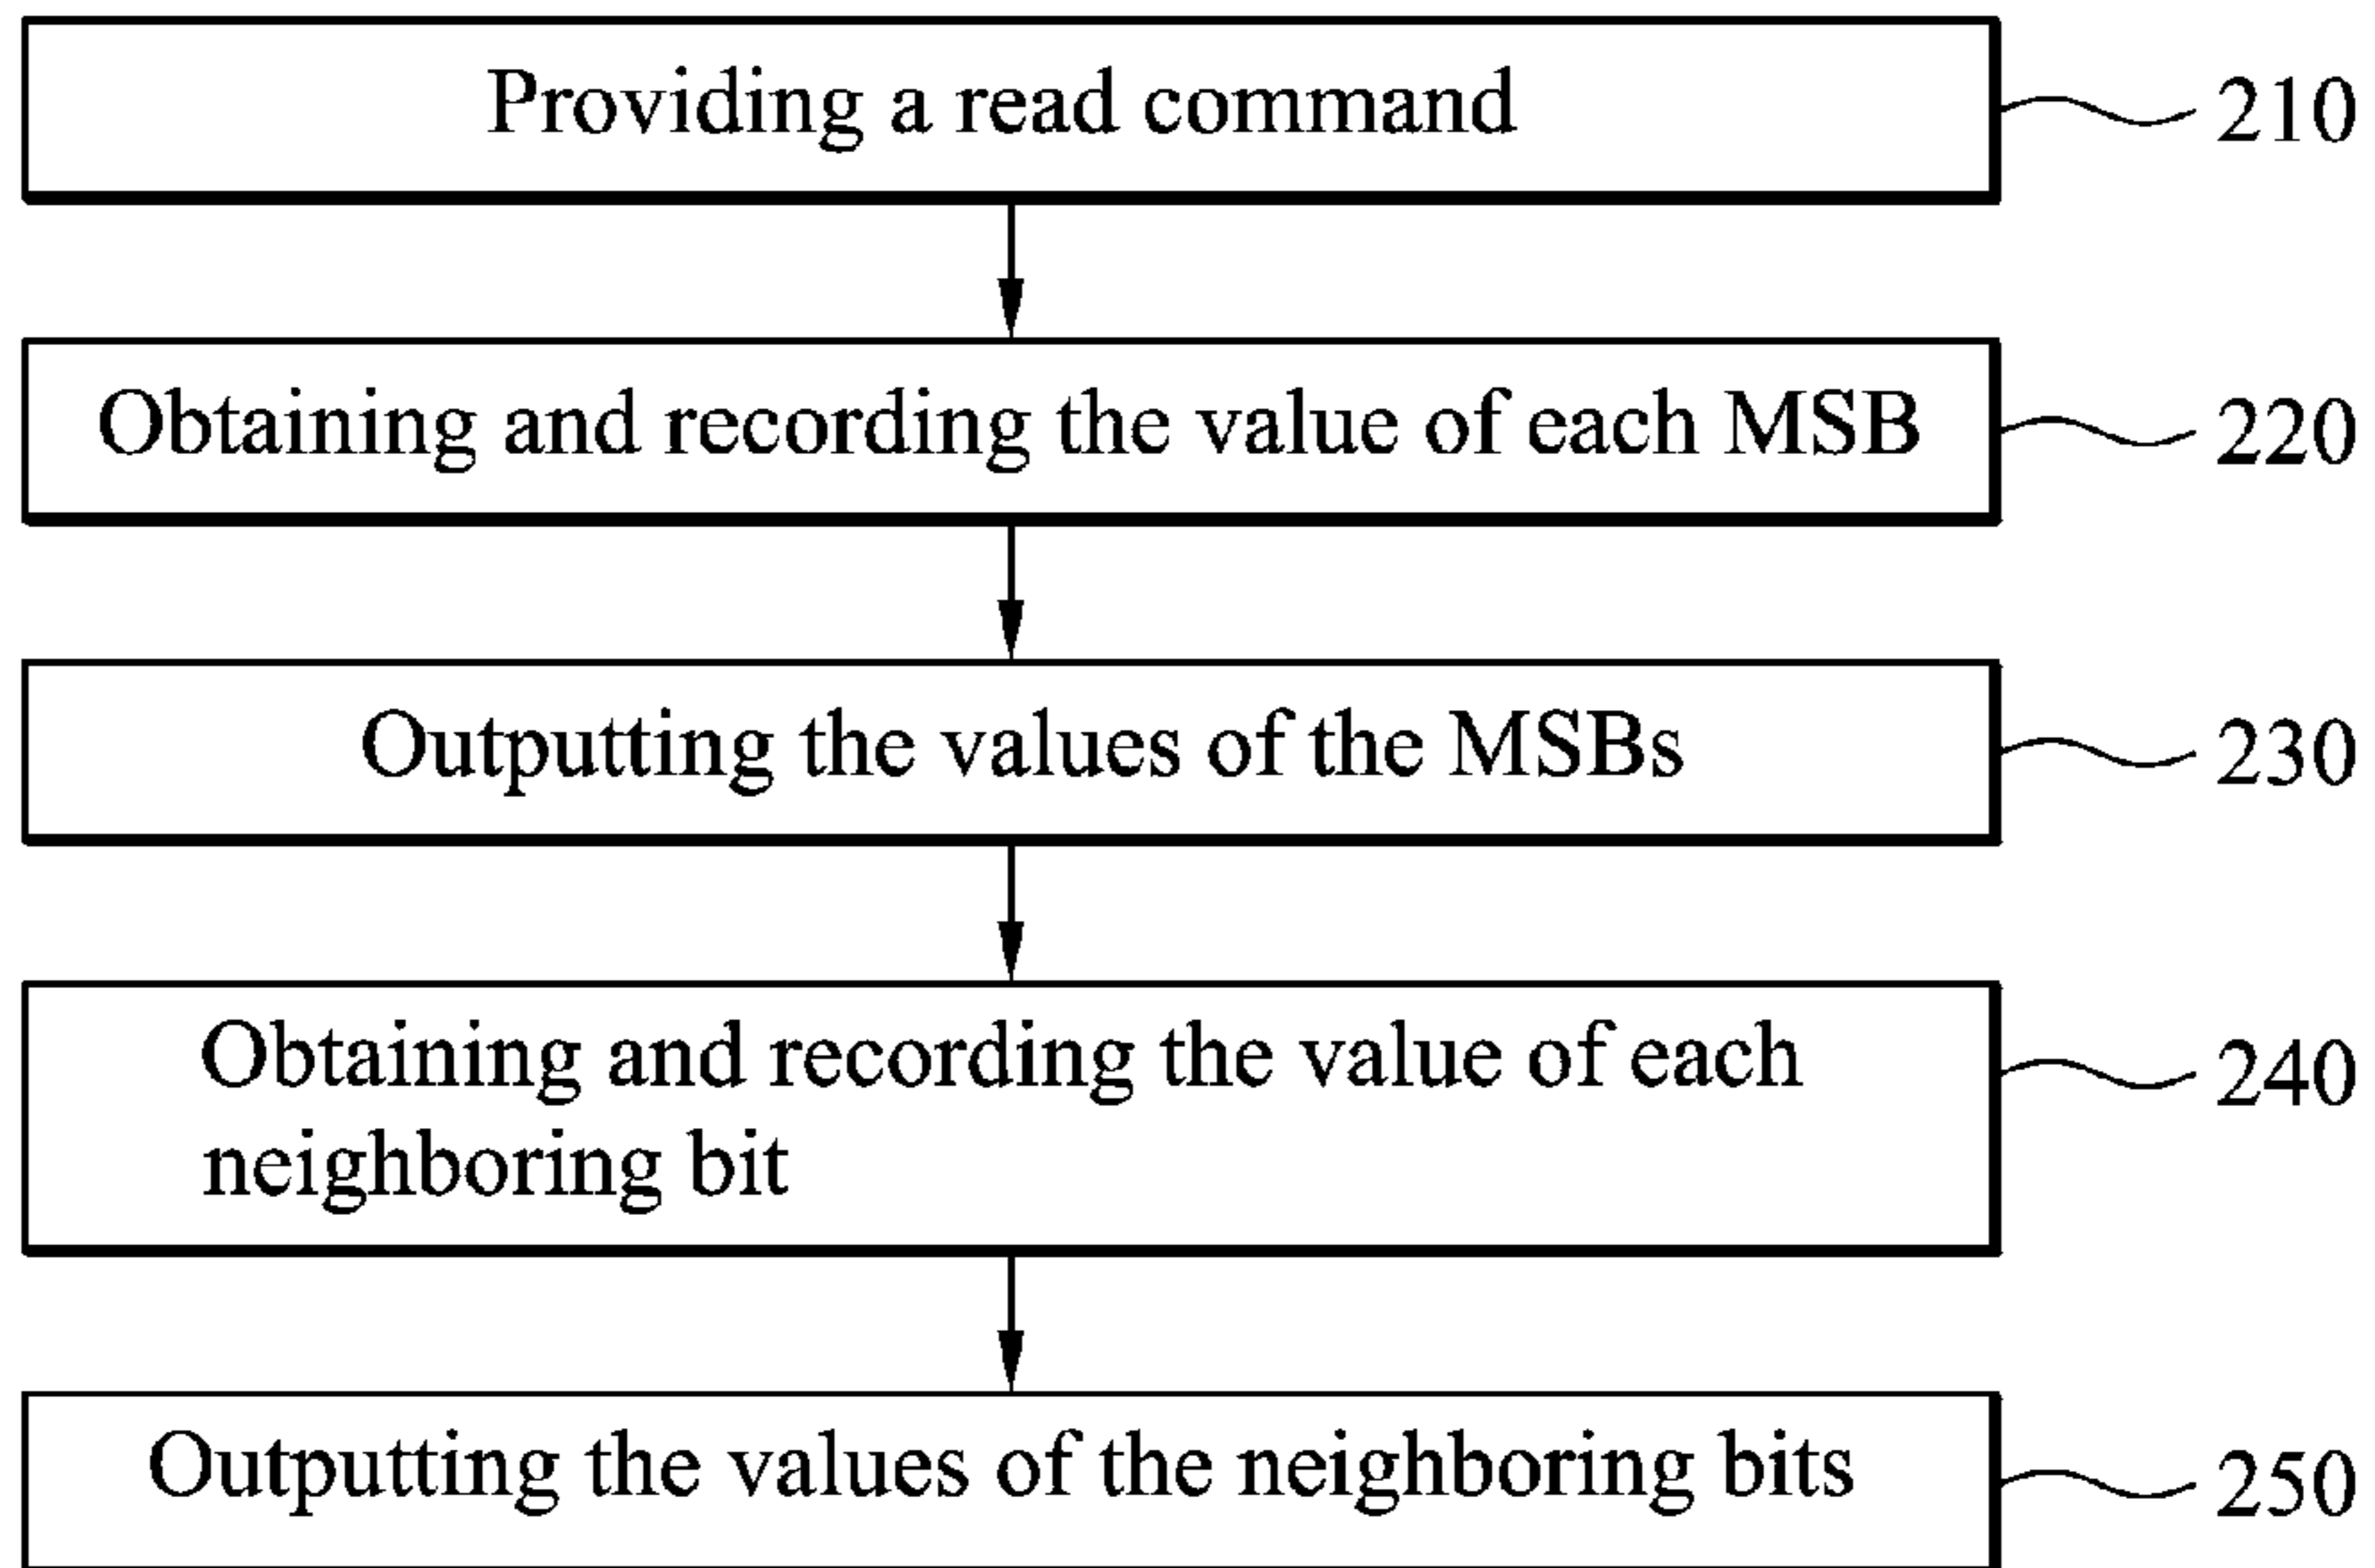 Providing a read command
210
Obtaining and recording the value of each MSB
220
Outputting the values of the MSBs
230
Obtaining and recording the value of each
neighboring bit
240
Outputting the values of the neighboring bits
250